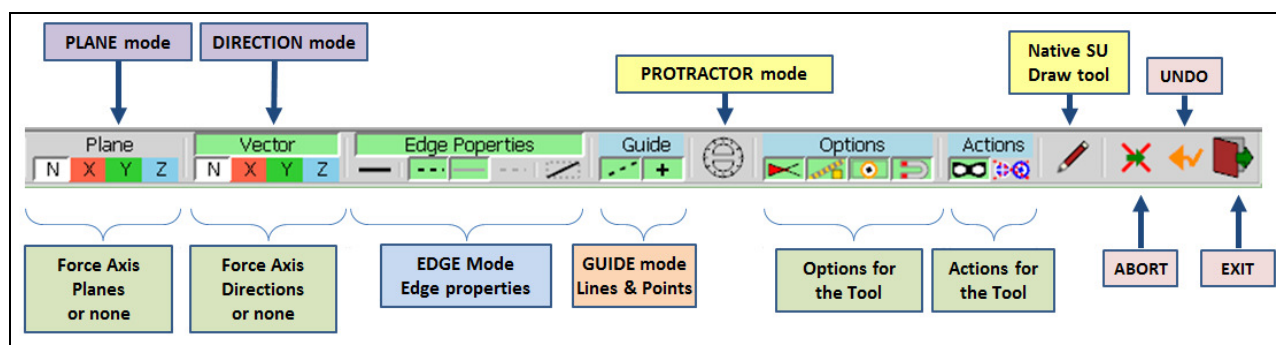 PLANE mode
DIRECTION mode
PROTRACTOR mode
Native SU
Draw tool
UNDO
Plane
Vector
Edge Poperties
Guide
Options
Actions
N X Y Z
N X Y Z
Force Axis
Planes
or none
Force Axis
Directions
or none
EDGE Mode
Edge properties
GUIDE mode
Lines & Points
Options for
the Tool
Actions for
the Tool
ABORT
EXIT